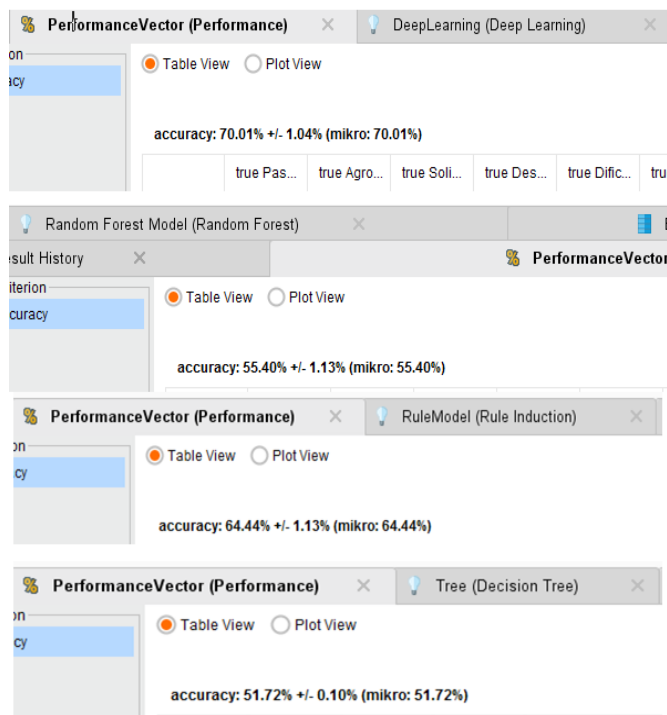 PerformanceVector (Performance) DeepLearning (Deep Learning)
on
Table View Plot View
acy
accuracy: 70.01% +/- 1.04% (mikro: 70.01%)
true Pas... true Agro... true Soli... true Des... true Dific... tru
Random Forest Model (Random Forest)
sult History PerformanceVector
iterion
Table View Plot View
curacy
accuracy: 55.40% +/- 1.13% (mikro: 55.40%)
PerformanceVector (Performance) RuleModel (Rule Induction)
on
Table View Plot View
cy
accuracy: 64.44% +/- 1.13% (mikro: 64.44%)
PerformanceVector (Performance) Tree (Decision Tree)
on
Table View Plot View
cy
accuracy: 51.72% +/- 0.10% (mikro: 51.72%)